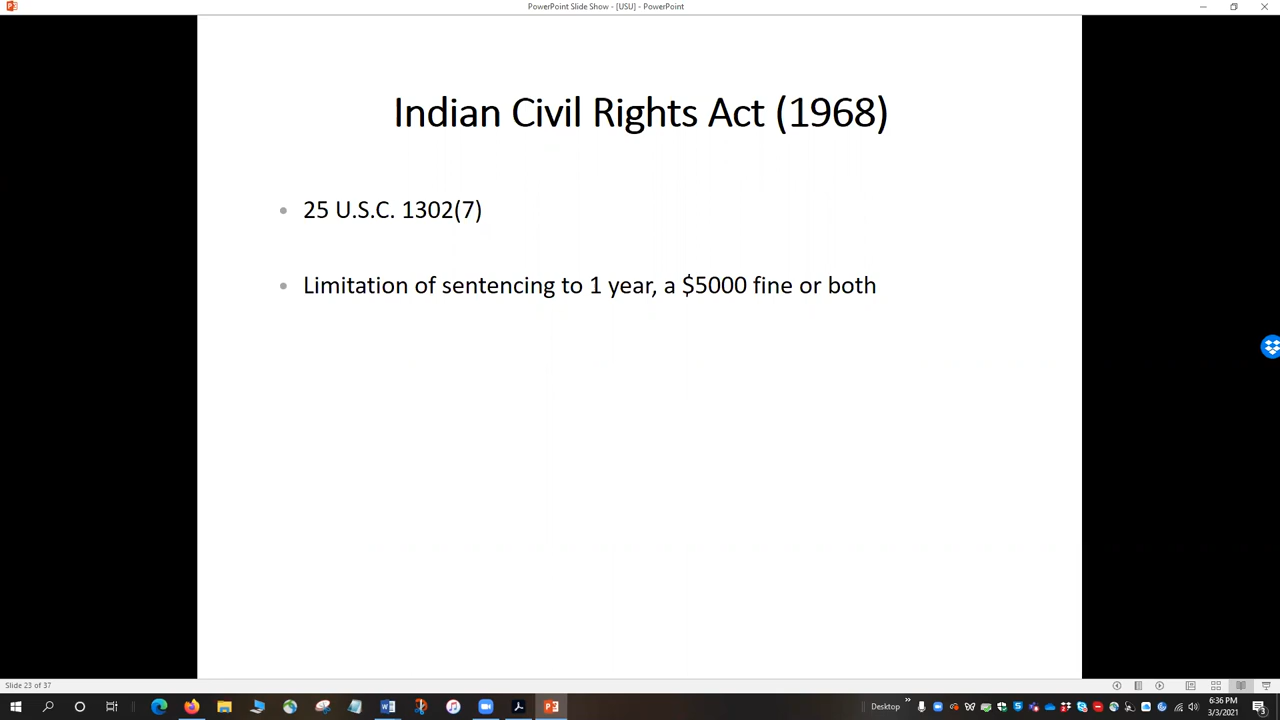 PowerPoint Slide Show - [USU] - PowerPoint
Indian Civil Rights Act (1968)
• 25 U.S.C. 1302(7)
• Limitation of sentencing to 1 year, a $5000 fine or both
Slide 23 of 37
Desktop
6:36 PM
3/3/2021